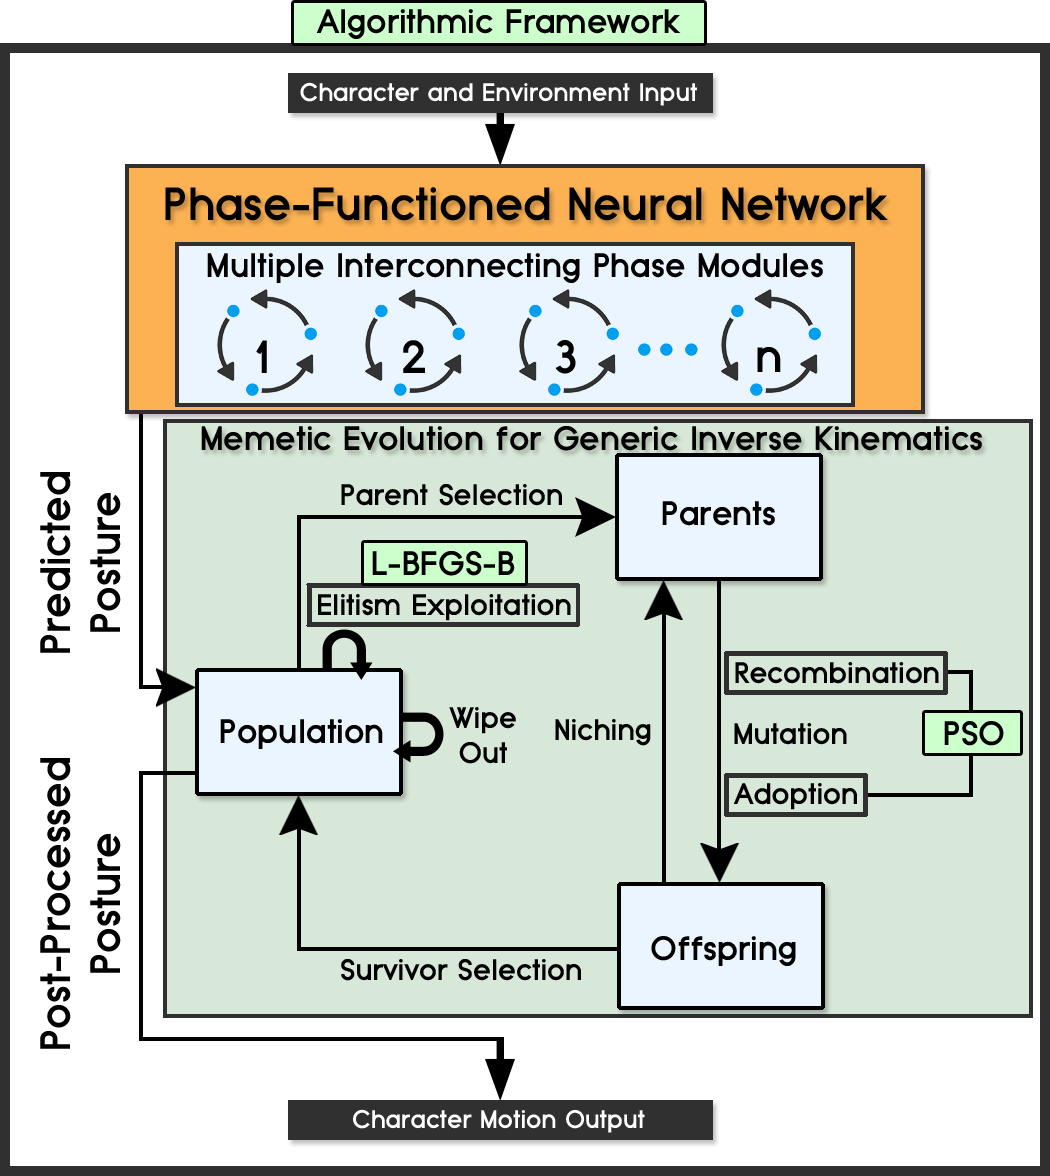 Algorithmic Framework
Character and Environment Input
Phase-Functioned Neural Network
Multiple Interconnecting Phase Modules
1 2 3 n
Memetic Evolution for Generic Inverse Kinematics
Predicted
Posture
Parent Selection
Parents
L-BFGS-B
Elitism Exploitation
Recombination
Population
Wipe
Out
Niching
Mutation
PSO
Adoption
Post-Processed
Posture
Offspring
Survivor Selection
Character Motion Output